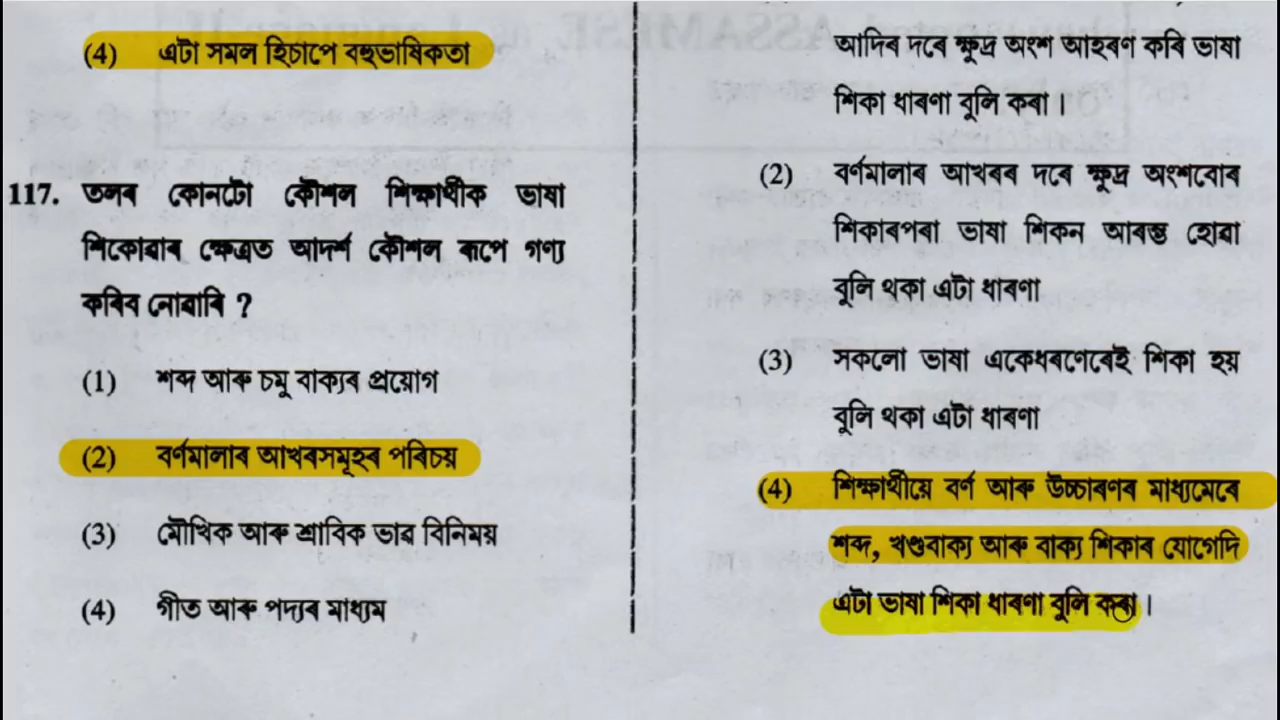 (4) এটা সমল হিচাপে বহুভাষিকতা
117. তলৰ কোনটো কৌশল শিক্ষাৰ্থীক ভাষা
শিকোৱাৰ ক্ষেত্ৰত আদৰ্শ কৌশল ৰূপে গণ্য
কৰিব নোৱাৰি ?
(1) শব্দ আৰু চমু বাক্যৰ প্ৰয়োগ
(2) বৰ্ণমালাৰ আখৰসমূহৰ পৰিচয়
(3) মৌখিক আৰু শ্ৰাবিক ভাৱ বিনিময়
(4) গীত আৰু পদ্যৰ মাধ্যম
আদিৰ দৰে ক্ষুদ্ৰ অংশ আহৰণ কৰি ভাষা
শিকা ধাৰণা বুলি কৰা।
(2) বৰ্ণমালাৰ আখৰৰ দৰে ক্ষুদ্ৰ অংশবোৰ
শিকাৰপৰা ভাষা শিকন আৰম্ভ হোৱা
বুলি থকা এটা ধাৰণা
(3) সকলো ভাষা একেধৰণেৰেই শিকা হয়
বুলি থকা এটা ধাৰণা
(4) শিক্ষাৰ্থীয়ে বৰ্ণ আৰু উচ্চাৰণৰ মাধ্যমেৰে
শব্দ, খণ্ডবাক্য আৰু বাক্য শিকাৰ যোগেদি
এটা ভাষা শিকা ধাৰণা বুলি কৰা।